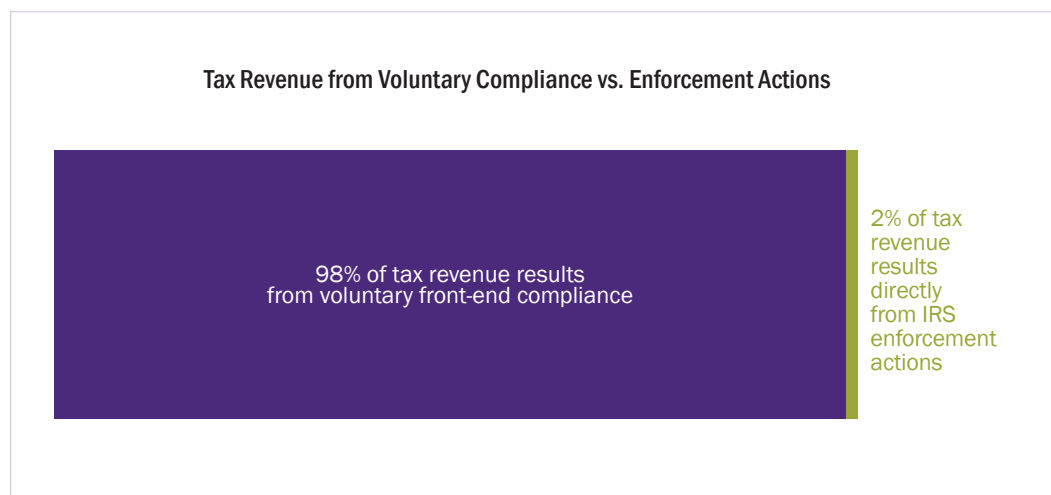 Tax Revenue from Voluntary Compliance vs. Enforcement Actions
98% of tax revenue results
from voluntary front-end compliance
2% of tax
revenue
results
directly
from IRS
enforcement
actions